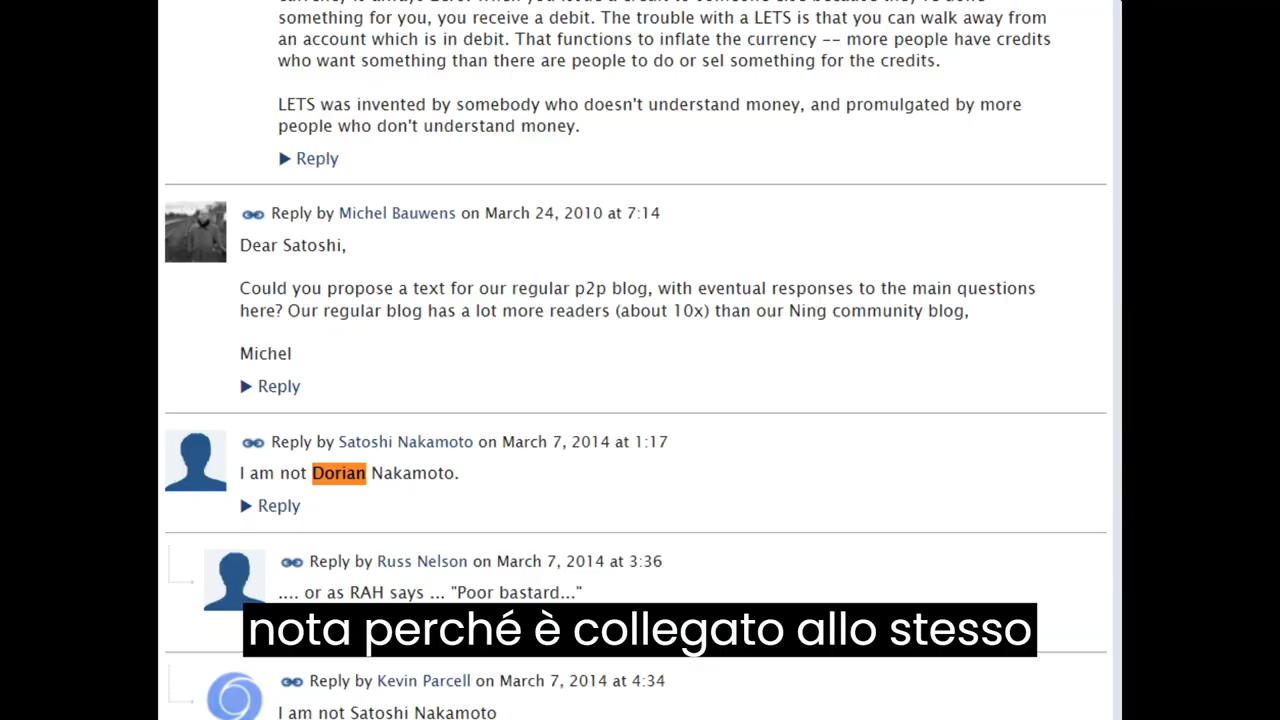 something for you, you receive a debit. The trouble with a LETS is that you can walk away from
an account which is in debit. That functions to inflate the currency -- more people have credits
who want something than there are people to do or sel something for the credits.
LETS was invented by somebody who doesn't understand money, and promulgated by more
people who don't understand money.
▶ Reply
Reply by Michel Bauwens on March 24, 2010 at 7:14
Dear Satoshi,
Could you propose a text for our regular p2p blog, with eventual responses to the main questions
here? Our regular blog has a lot more readers (about 10x) than our Ning community blog,
Michel
▶ Reply
Reply by Satoshi Nakamoto on March 7, 2014 at 1:17
I am not Dorian Nakamoto.
▶ Reply
Reply by Russ Nelson on March 7, 2014 at 3:36
.... or as RAH says ... "Poor bastard..."
nota perché è collegato allo stesso
Reply by Kevin Parcell on March 7, 2014 at 4:34
I am not Satoshi Nakamoto